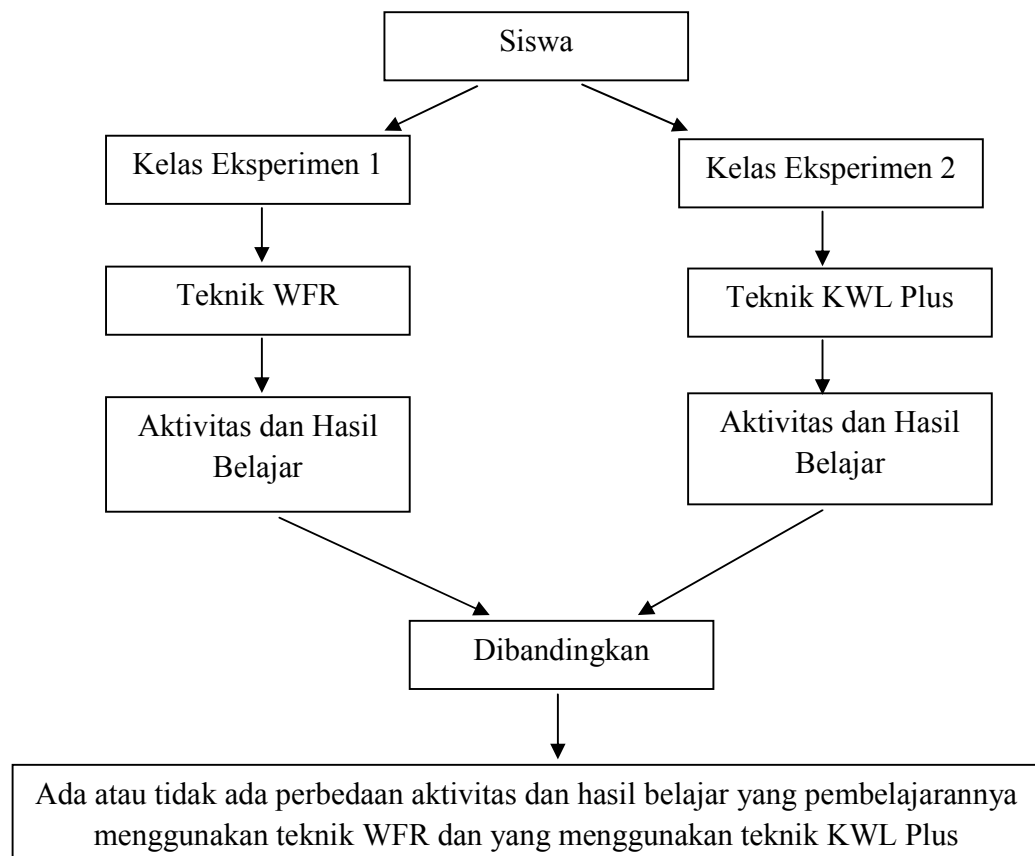 Siswa
Kelas Eksperimen 1
Kelas Eksperimen 2
Teknik WFR
Teknik KWL Plus
Aktivitas dan Hasil
Belajar
Aktivitas dan Hasil
Belajar
Dibandingkan
Ada atau tidak ada perbedaan aktivitas dan hasil belajar yang pembelajarannya
menggunakan teknik WFR dan yang menggunakan teknik KWL Plus